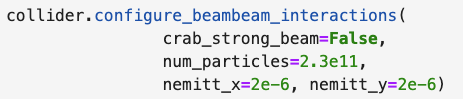 collider.configure_beambeam_interactions(
crab_strong_beam=False,
num_particles=2.3e11,
nemitt_x=2e-6, nemitt_y=2e-6)